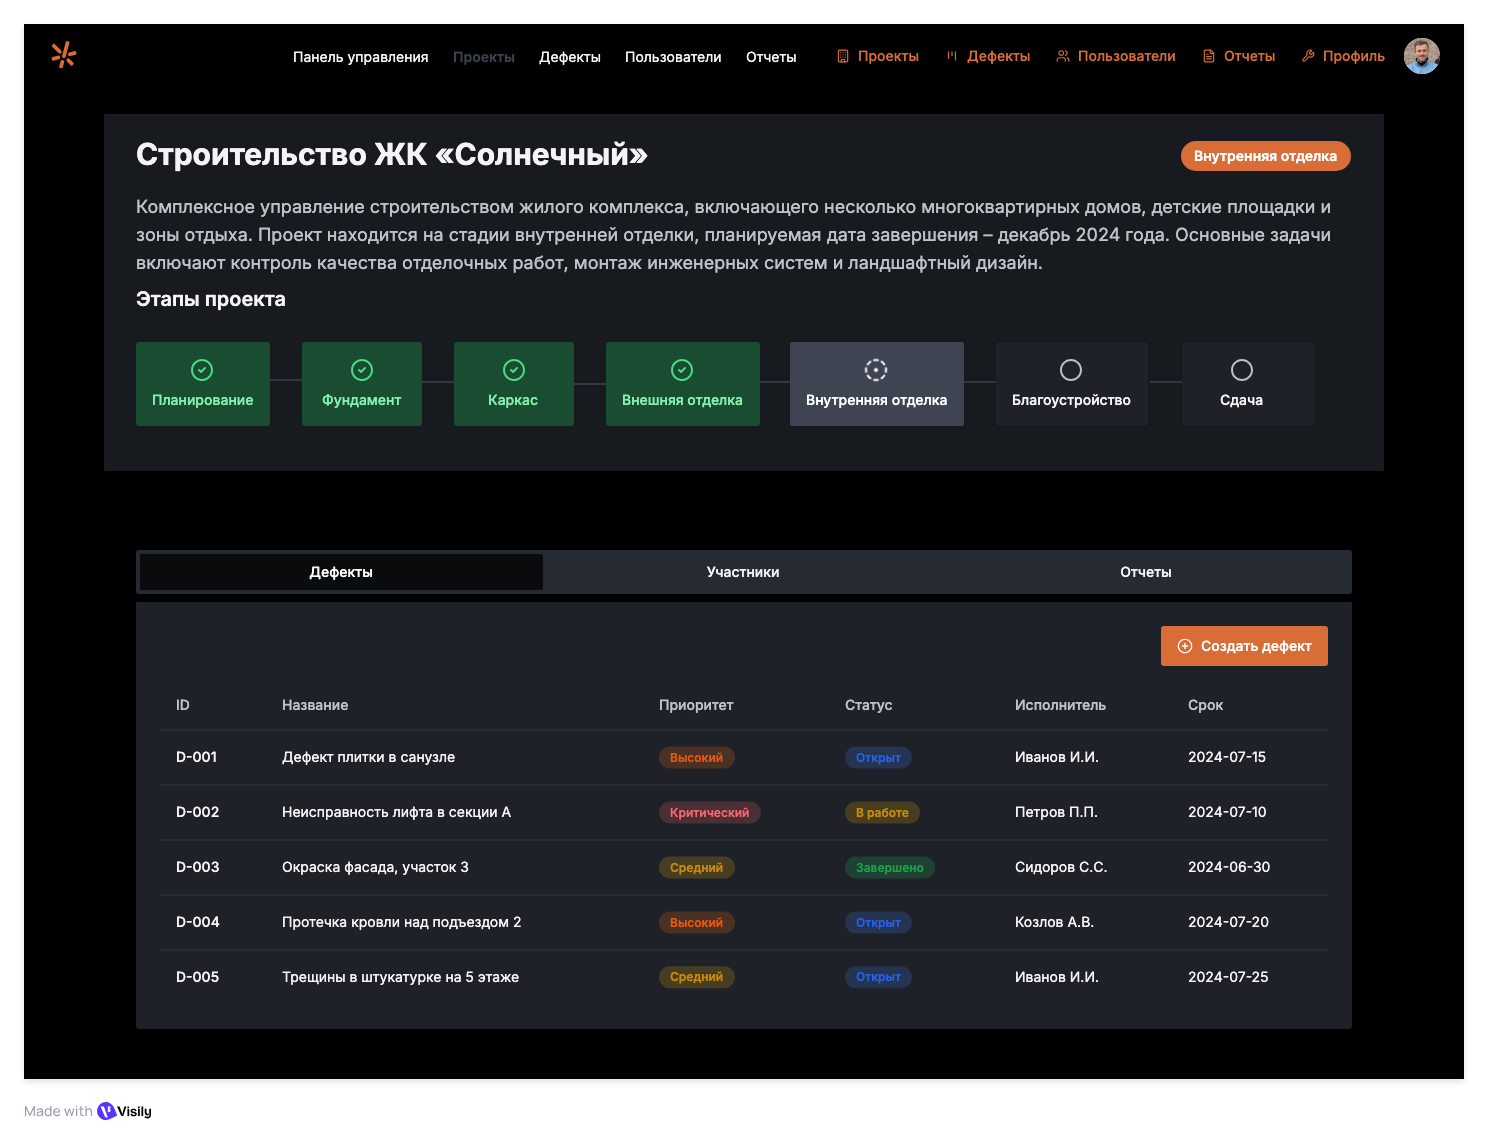 Панель управления Проекты Дефекты Пользователи Отчеты Проекты Дефекты Пользователи Отчеты Профиль
Строительство ЖК «Солнечный»
Внутренняя отделка
Комплексное управление строительством жилого комплекса, включающего несколько многоквартирных домов, детские площадки и
зоны отдыха. Проект находится на стадии внутренней отделки, планируемая дата завершения – декабрь 2024 года. Основные задачи
включают контроль качества отделочных работ, монтаж инженерных систем и ландшафтный дизайн.
Этапы проекта
Планирование Фундамент Каркас Внешняя отделка Внутренняя отделка Благоустройство Сдача
Дефекты Участники Отчеты
Создать дефект
ID Название Приоритет Статус Исполнитель Срок
D-001 Дефект плитки в санузле Высокий Открыт Иванов И.И. 2024-07-15
D-002 Неисправность лифта в секции А Критический В работе Петров П.П. 2024-07-10
D-003 Окраска фасада, участок 3 Средний Завершено Сидоров С.С. 2024-06-30
D-004 Протечка кровли над подъездом 2 Высокий Открыт Козлов А.В. 2024-07-20
D-005 Трещины в штукатурке на 5 этаже Средний Открыт Иванов И.И. 2024-07-25
Made with Visily